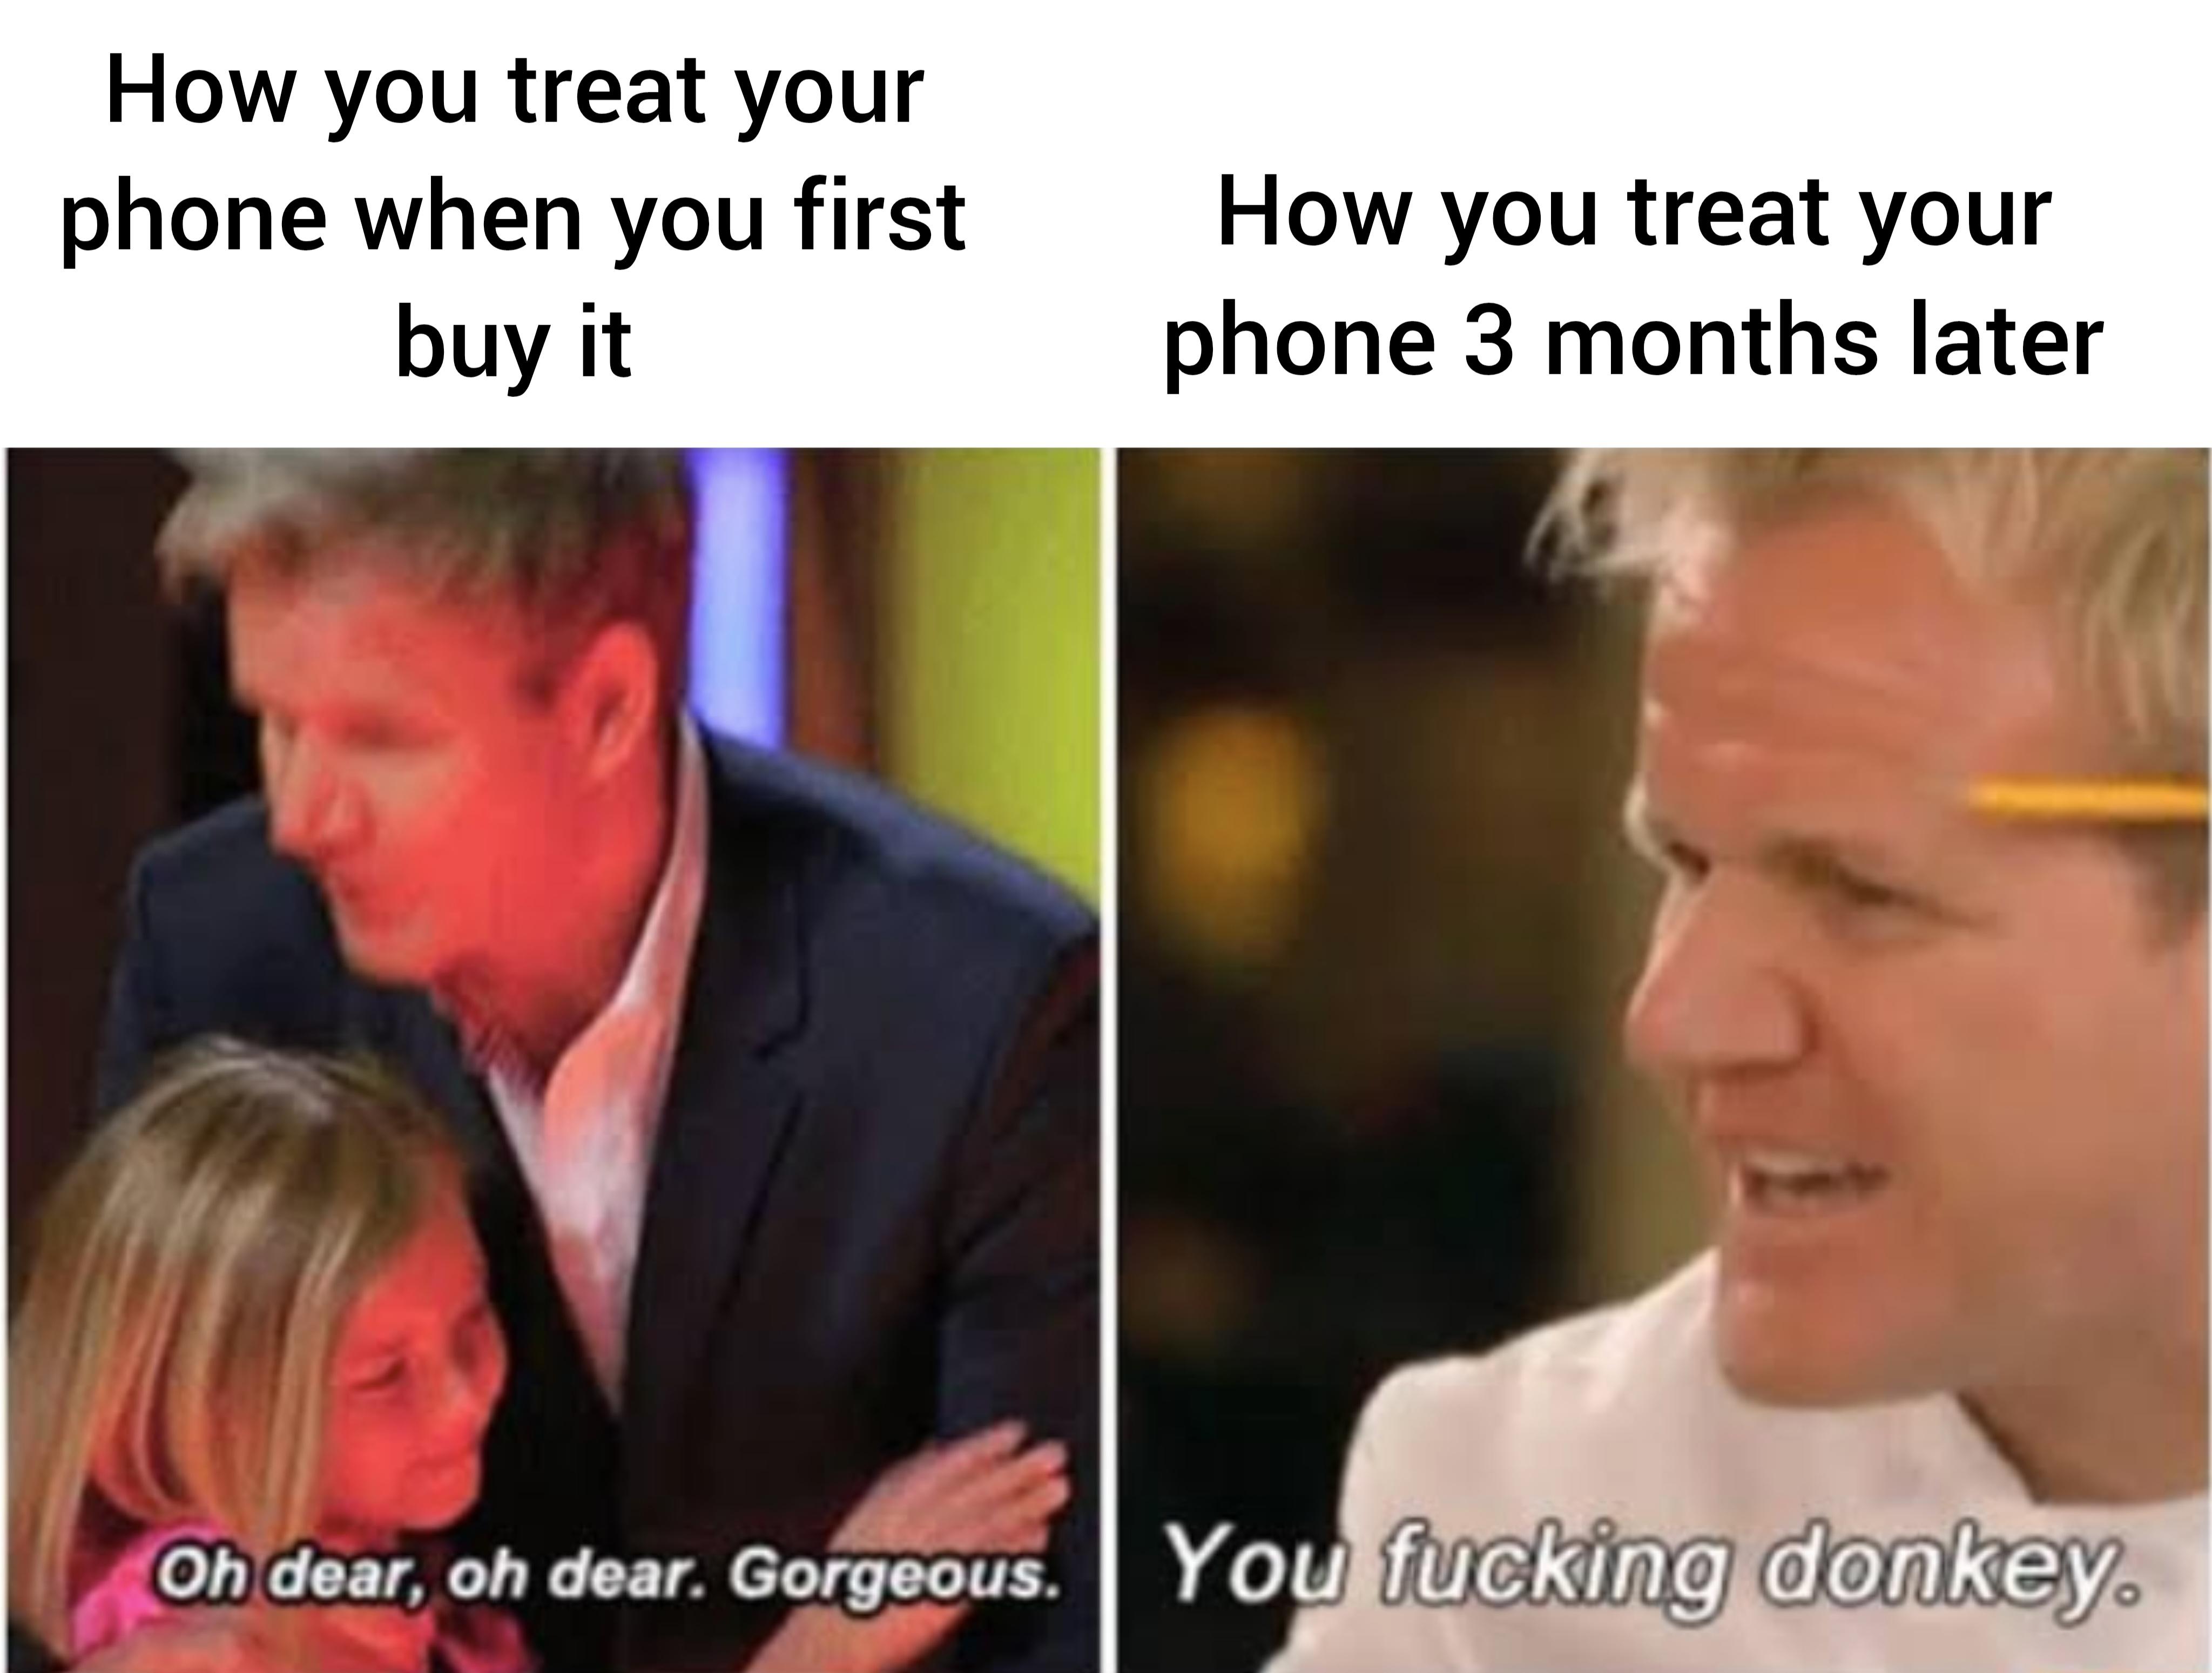 How you treat your
phone when you first
buy it
How you treat your
phone 3 months later
Oh dear, oh dear. Gorgeous.
You fucking donkey.